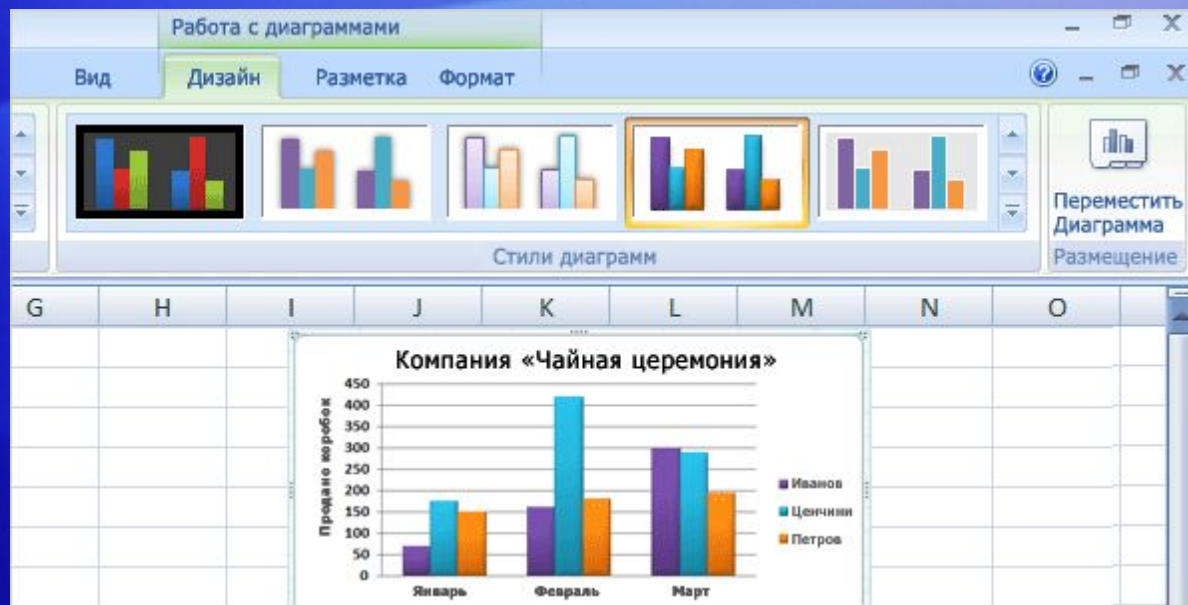 Работа с диаграммами
Вид Дизайн Разметка Формат
Переместить
Диаграмма
Стили диаграмм Размещение
G H I J K L M N O
Компания «Чайная церемония»
Продано коробок
450
400
350
300
250
200
150
100
50
0
Иванов
Ценчини
Петров
Январь Февраль Март